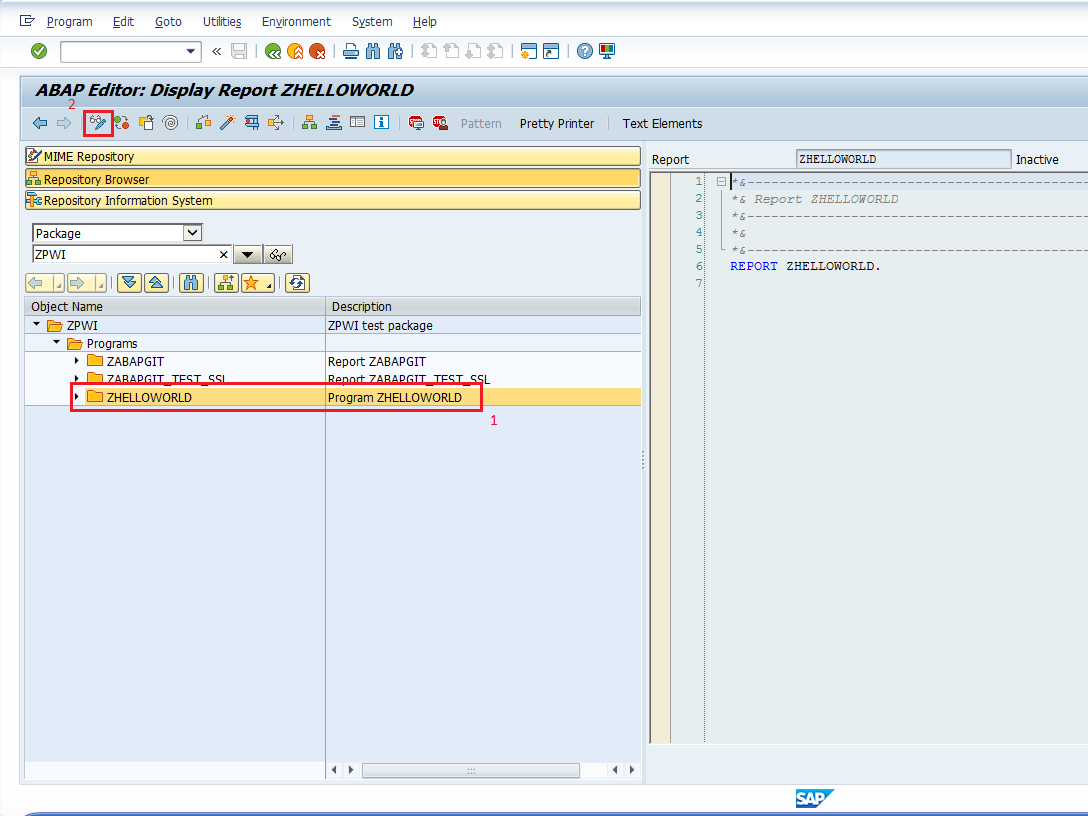 Program Edit Goto Utilities Environment System Help
ABAP Editor: Display Report ZHELLOWORLD
2
Pattern Pretty Printer Text Elements
MIME Repository
Repository Browser
Repository Information System
Package
ZPWI
Object Name Description
ZPWI ZPWI test package
Programs
ZABAPGIT Report ZABAPGIT
ZABAPGIT_TEST_SSL Report ZABAPGIT_TEST_SSL
ZHELLOWORLD Program ZHELLOWORLD
1
Report ZHELLOWORLD Inactive
1 *&---------------------------------------------
2 *& Report ZHELLOWORLD
3 *&---------------------------------------------
4 *&
5 *&---------------------------------------------
6 REPORT ZHELLOWORLD.
7
SAP